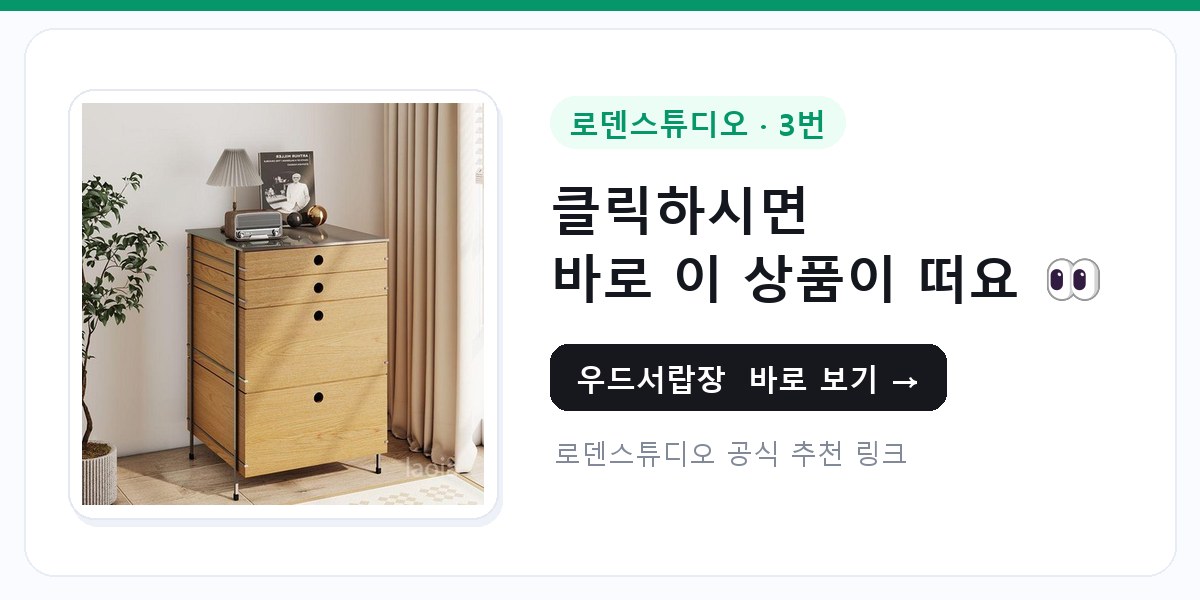 로덴스튜디오 · 3번
클릭하시면
바로 이 상품이 떠요 👀
우드서랍장 바로 보기 →
로덴스튜디오 공식 추천 링크